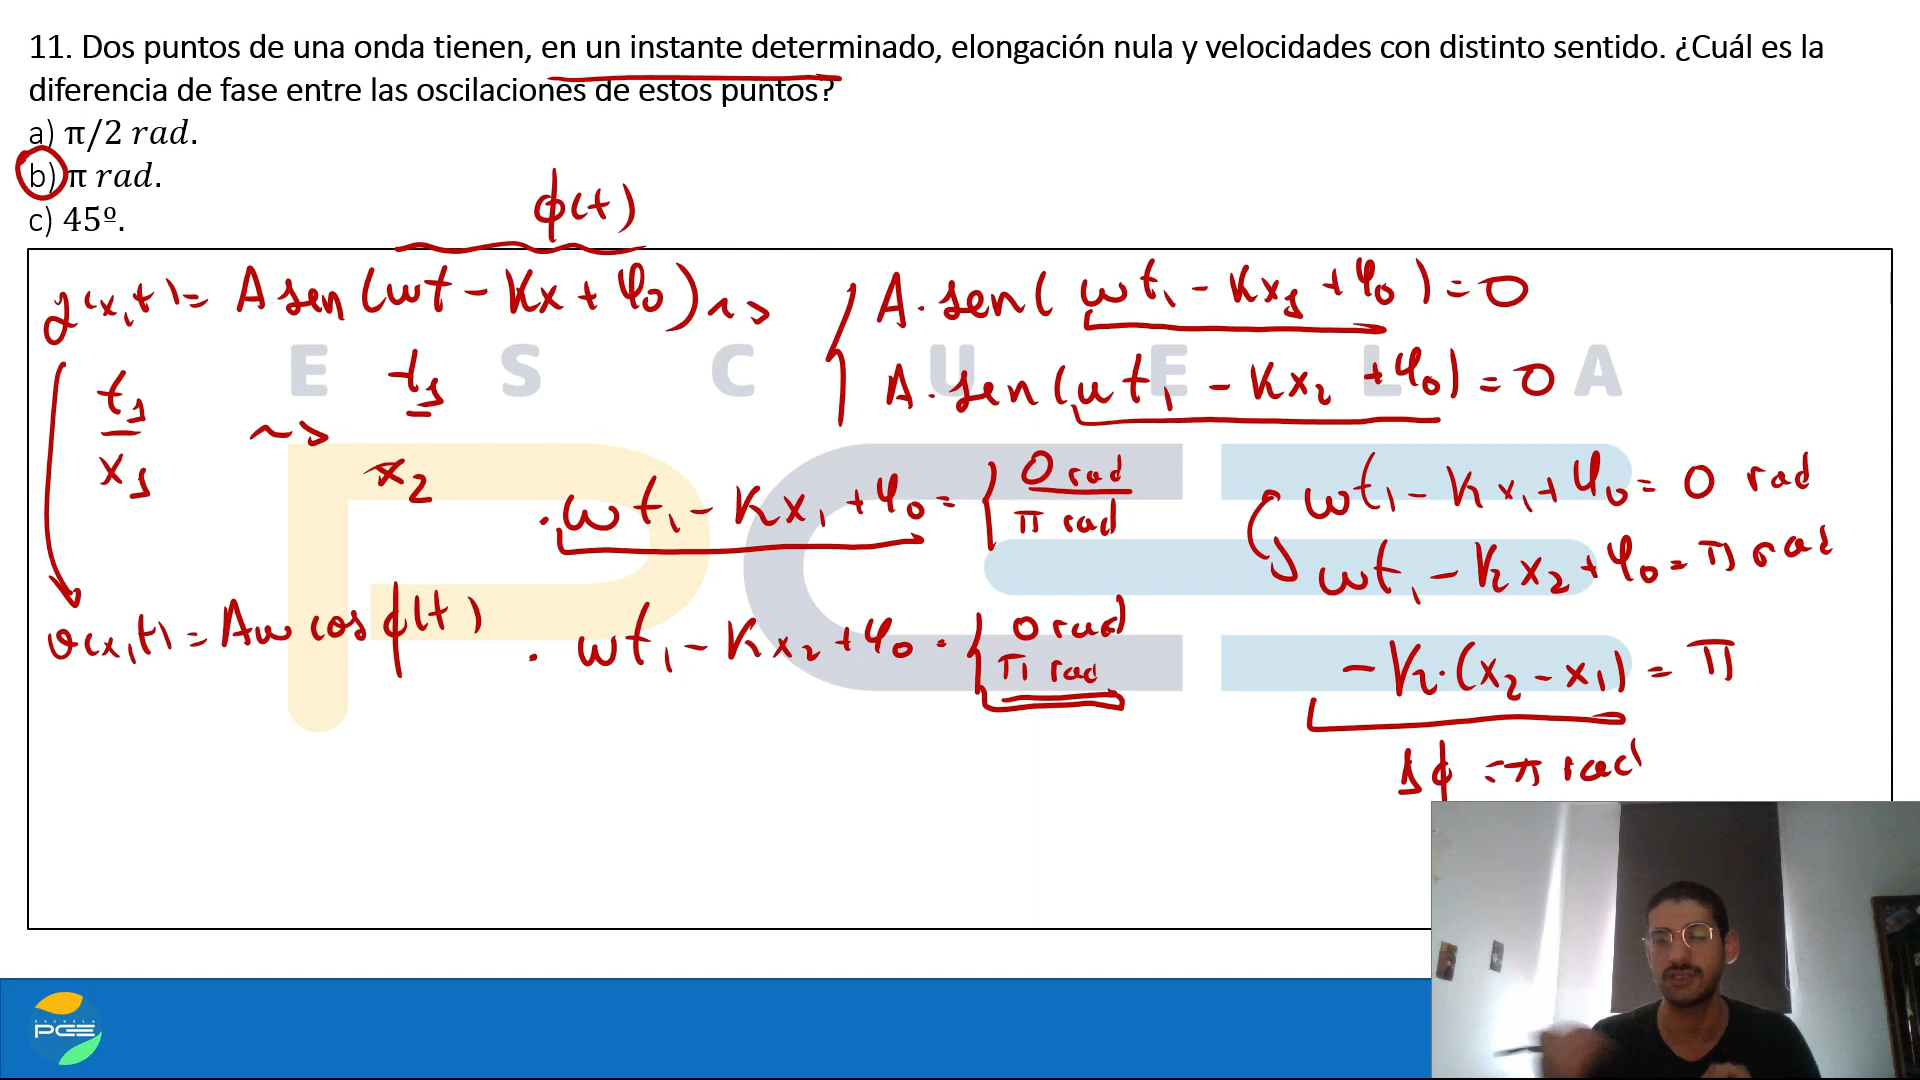 11. Dos puntos de una onda tienen, en un instante determinado, elongación nula y velocidades con distinto sentido. ¿Cuál es la
diferencia de fase entre las oscilaciones de estos puntos?
a) π/2 rad.
b) π rad.
c) 45º.
ϕ(t)
y(x,t) = A sen(ωt - Kx + φ₀) ~>
A. sen(ωt₁ - Kx₁ + φ₀) = 0
A. sen(ωt₁ - Kx₂ + φ₀) = 0
E S C U E L A
t₁ ~> t₁
x₁ x₂
. ωt₁ - Kx₁ + φ₀ = { 0 rad
π rad
ωt₁ - Kx₁ + φ₀ = 0 rad
ωt₁ - Kx₂ + φ₀ = π rad
v(x,t) = Aω cos ϕ(t)
. ωt₁ - Kx₂ + φ₀ = { 0 rad
π rad
- K·(x₂ - x₁) = π
Δϕ = π rad
ESCUELA
PCE